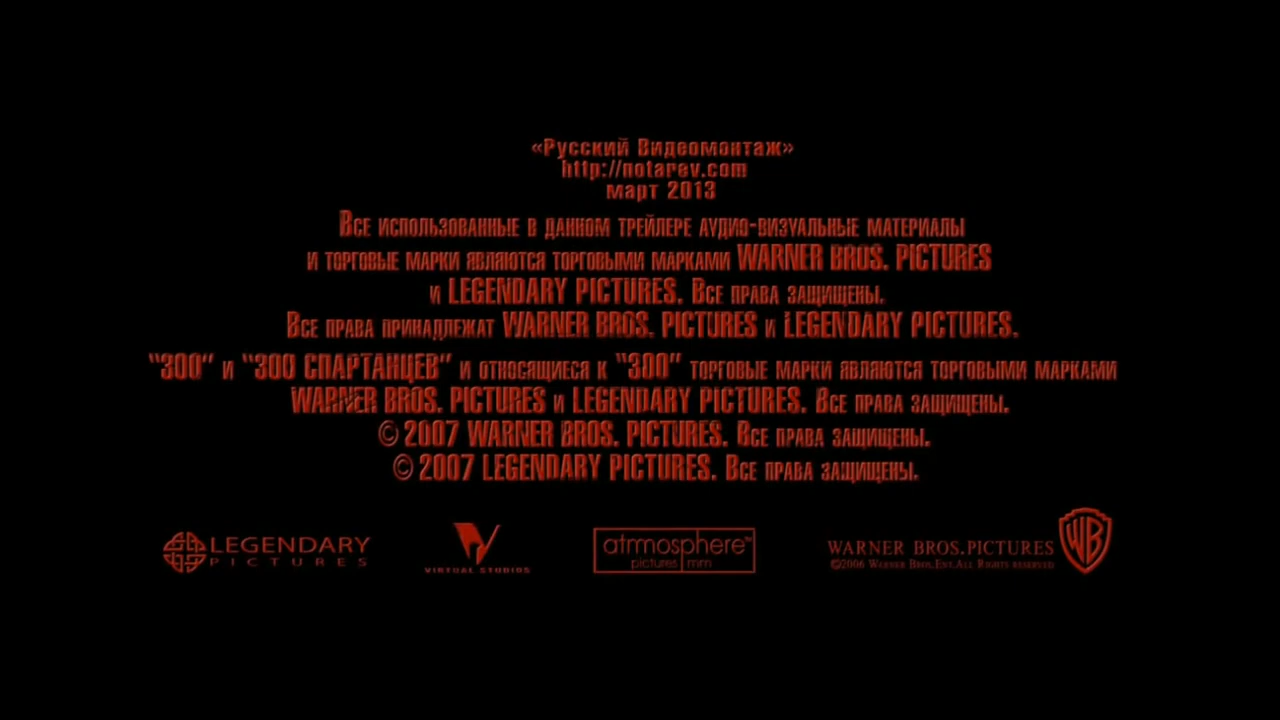 «Русский Видеомонтаж»
http://notarev.com
март 2013
Все использованные в данном трейлере аудио-визуальные материалы
и торговые марки являются торговыми марками WARNER BROS. PICTURES
и LEGENDARY PICTURES. Все права защищены.
Все права принадлежат WARNER BROS. PICTURES и LEGENDARY PICTURES.
“300” и “300 СПАРТАНЦЕВ” и относящиеся к “300” торговые марки являются торговыми марками
WARNER BROS. PICTURES и LEGENDARY PICTURES. Все права защищены.
© 2007 WARNER BROS. PICTURES. Все права защищены.
© 2007 LEGENDARY PICTURES. Все права защищены.
LEGENDARY
PICTURES
VIRTUAL STUDIOS
atmosphere™
pictures mm
WARNER BROS. PICTURES
©2006 Warner Bros. Ent. All Rights reserved
WB